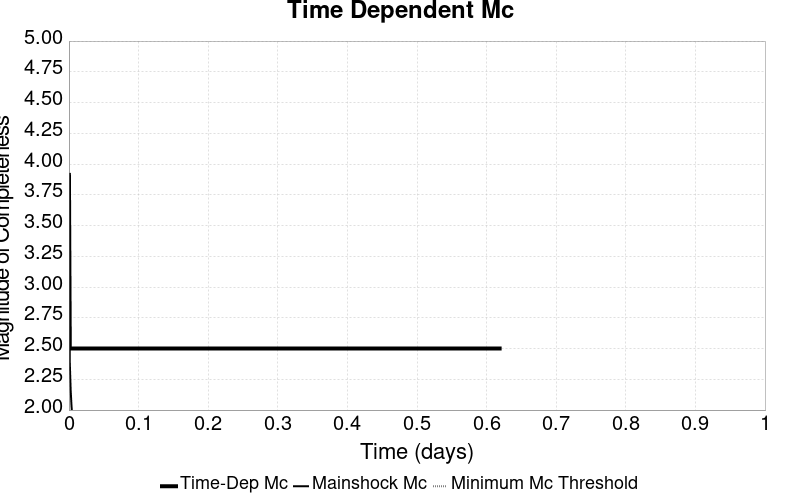 Time Dependent Mc
5.00
4.75
4.50
4.25
4.00
3.75
3.50
3.25
3.00
2.75
2.50
2.25
2.00
Magnitude of Completeness
0 0.1 0.2 0.3 0.4 0.5 0.6 0.7 0.8 0.9 1
Time (days)
Time-Dep Mc Mainshock Mc Minimum Mc Threshold